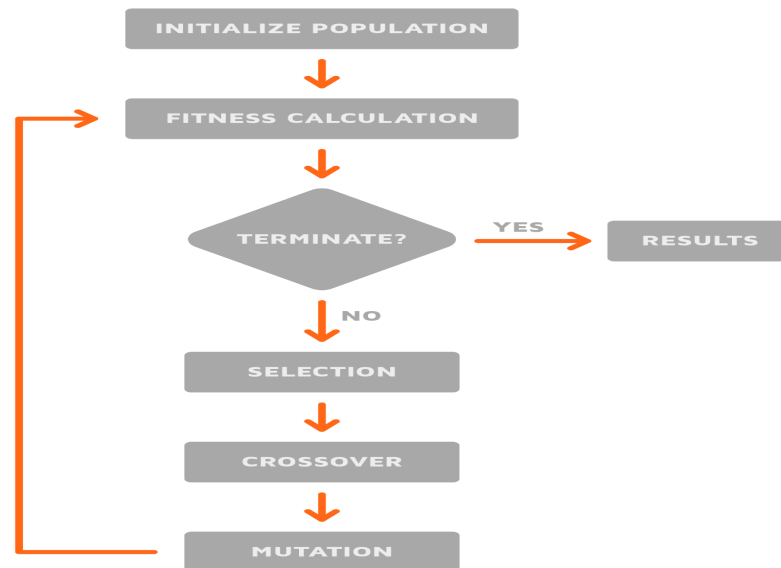 INITIALIZE POPULATION
FITNESS CALCULATION
TERMINATE?
YES
RESULTS
NO
SELECTION
CROSSOVER
MUTATION